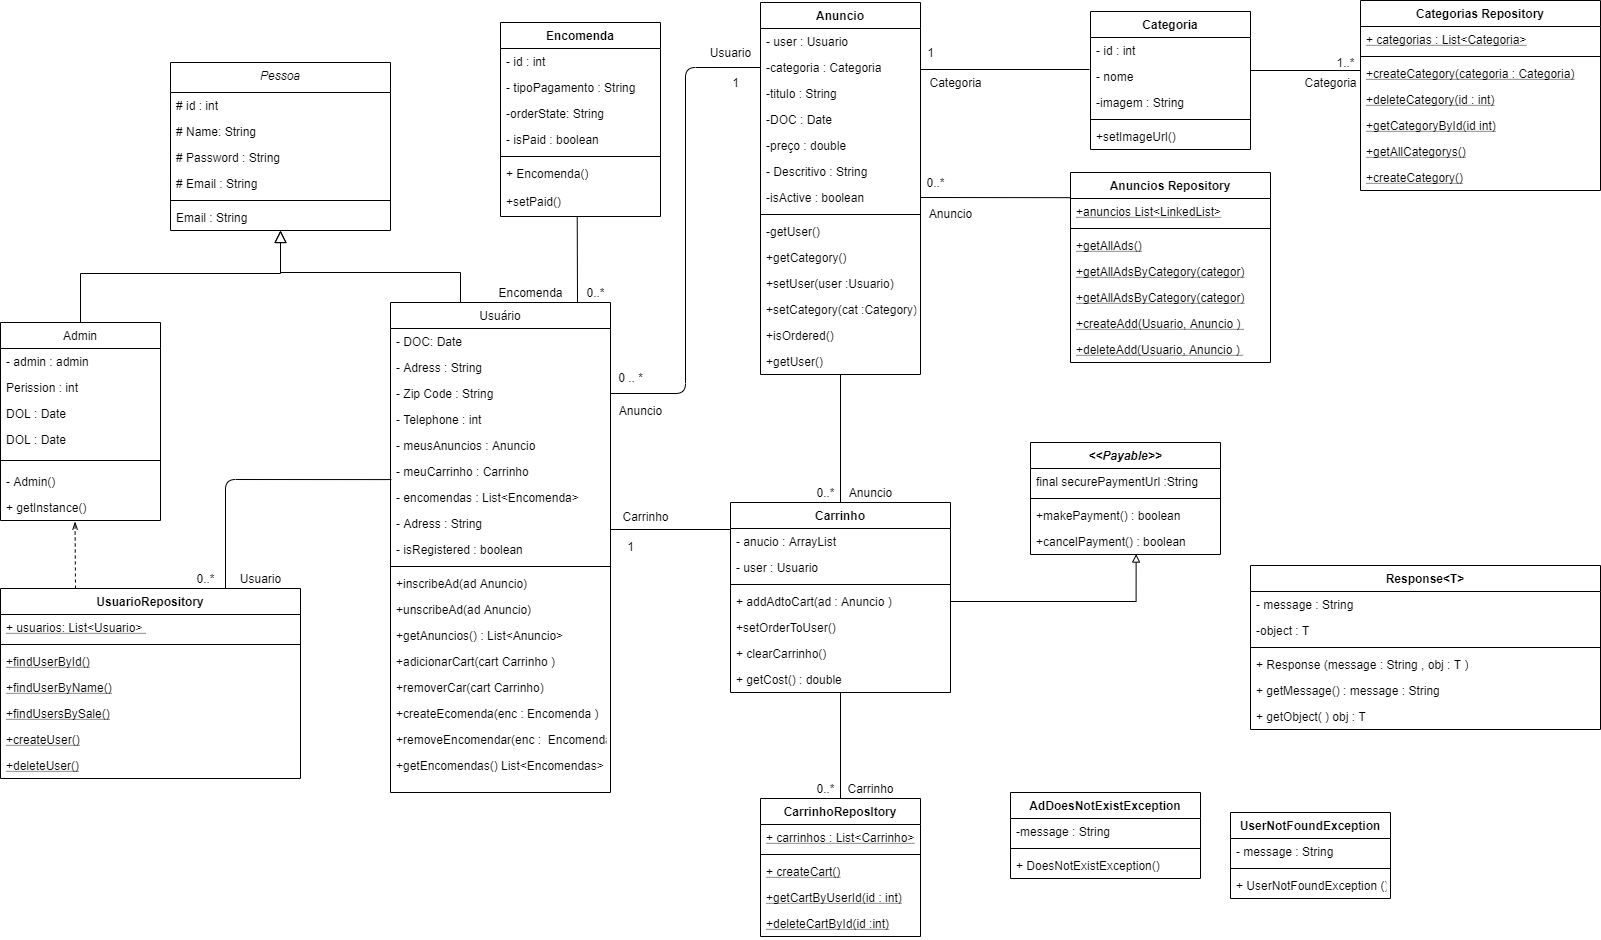 Pessoa
# id : int
# Name: String
# Password : String
# Email : String
Email : String
Encomenda
- id : int
- tipoPagamento : String
-orderState: String
- isPaid : boolean
+ Encomenda()
+setPaid()
Usuario
1
Anuncio
- user : Usuario
-categoria : Categoria
-titulo : String
-DOC : Date
-preço : double
- Descritivo : String
-isActive : boolean
-getUser()
+getCategory()
+setUser(user :Usuario)
+setCategory(cat :Category)
+isOrdered()
+getUser()
1
Categoria
Categoria
- id : int
- nome
-imagem : String
+setImageUrl()
1..*
Categoria
Categorias Repository
+ categorias : List<Categoria>
+createCategory(categoria : Categoria)
+deleteCategory(id : int)
+getCategoryById(id int)
+getAllCategorys()
+createCategory()
0..*
Anuncio
Anuncios Repository
+anuncios List<LinkedList>
+getAllAds()
+getAllAdsByCategory(categor)
+getAllAdsByCategory(categor)
+createAdd(Usuario, Anuncio )
+deleteAdd(Usuario, Anuncio )
Admin
- admin : admin
Perission : int
DOL : Date
DOL : Date
- Admin()
+ getInstance()
Encomenda
0..*
Usuário
- DOC: Date
- Adress : String
- Zip Code : String
- Telephone : int
- meusAnuncios : Anuncio
- meuCarrinho : Carrinho
- encomendas : List<Encomenda>
- Adress : String
- isRegistered : boolean
+inscribeAd(ad Anuncio)
+unscribeAd(ad Anuncio)
+getAnuncios() : List<Anuncio>
+adicionarCart(cart Carrinho )
+removerCar(cart Carrinho)
+createEcomenda(enc : Encomenda )
+removeEncomendar(enc : Encomenda
+getEncomendas() List<Encomendas>
0 .. *
Anuncio
Carrinho
1
0..*
Usuario
UsuarioRepository
+ usuarios: List<Usuario>
+findUserById()
+findUserByName()
+findUsersBySale()
+createUser()
+deleteUser()
0..*
Anuncio
Carrinho
- anucio : ArrayList
- user : Usuario
+ addAdtoCart(ad : Anuncio )
+setOrderToUser()
+ clearCarrinho()
+ getCost() : double
<<Payable>>
final securePaymentUrl :String
+makePayment() : boolean
+cancelPayment() : boolean
Response<T>
- message : String
-object : T
+ Response (message : String , obj : T )
+ getMessage() : message : String
+ getObject( ) obj : T
0..*
Carrinho
CarrinhoRepository
+ carrinhos : List<Carrinho>
+ createCart()
+getCartByUserId(id : int)
+deleteCartById(id :int)
AdDoesNotExistException
-message : String
+ DoesNotExistException()
UserNotFoundException
- message : String
+ UserNotFoundException ()